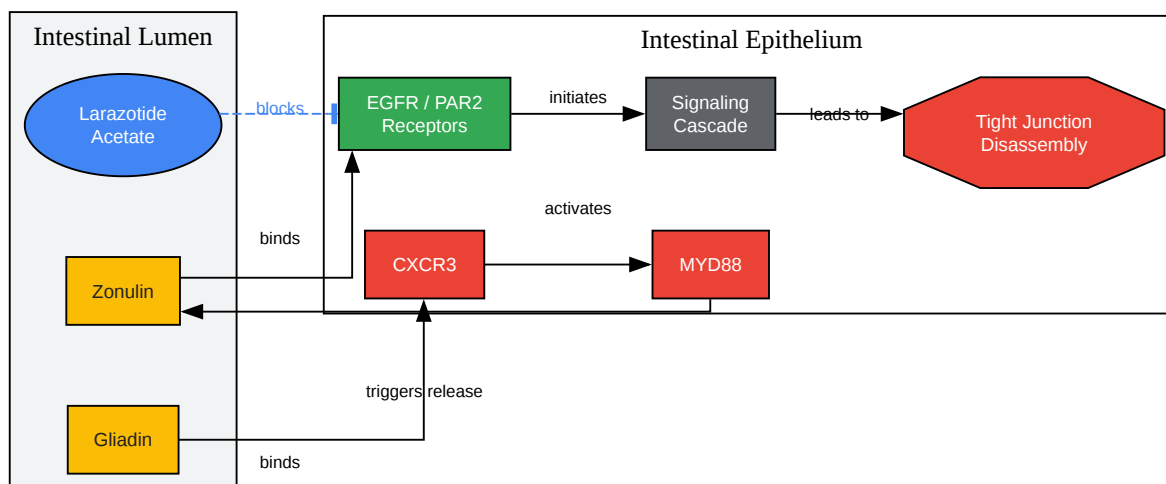 Intestinal Lumen
Intestinal Epithelium
Larazotide
Acetate
blocks
EGFR / PAR2
Receptors
initiates
Signaling
Cascade
leads to
Tight Junction
Disassembly
activates
binds
CXCR3
MYD88
Zonulin
triggers release
Gliadin
binds